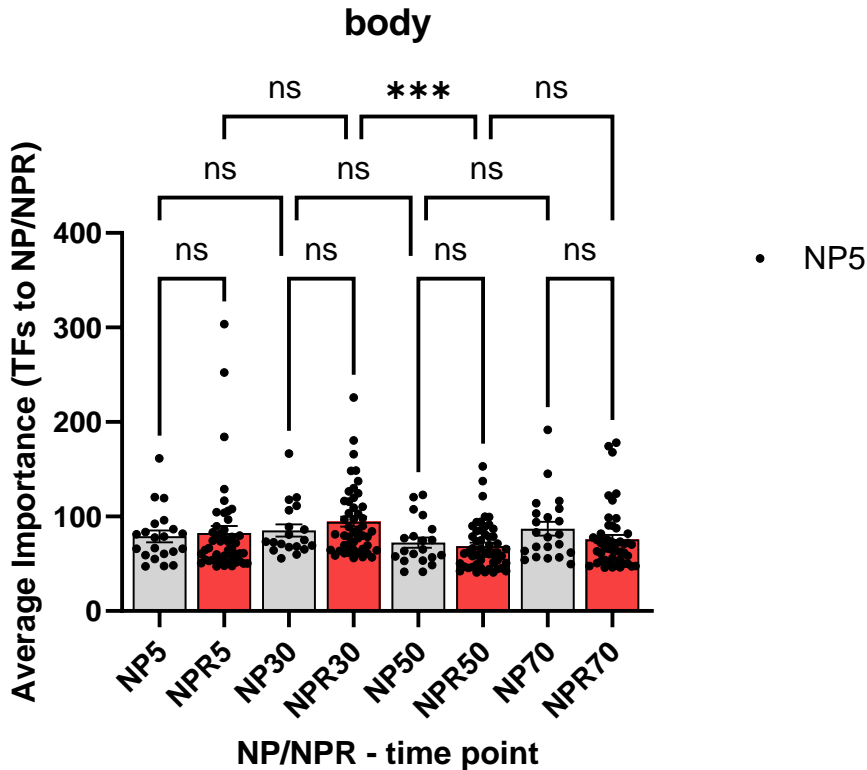 body
ns *** ns
ns ns ns
ns ns ns ns
Average Importance (TFs to NP/NPR)
400
300
200
100
0
NP5
NP5 NPR5 NP30 NPR30 NP50 NPR50 NP70 NPR70
NP/NPR - time point